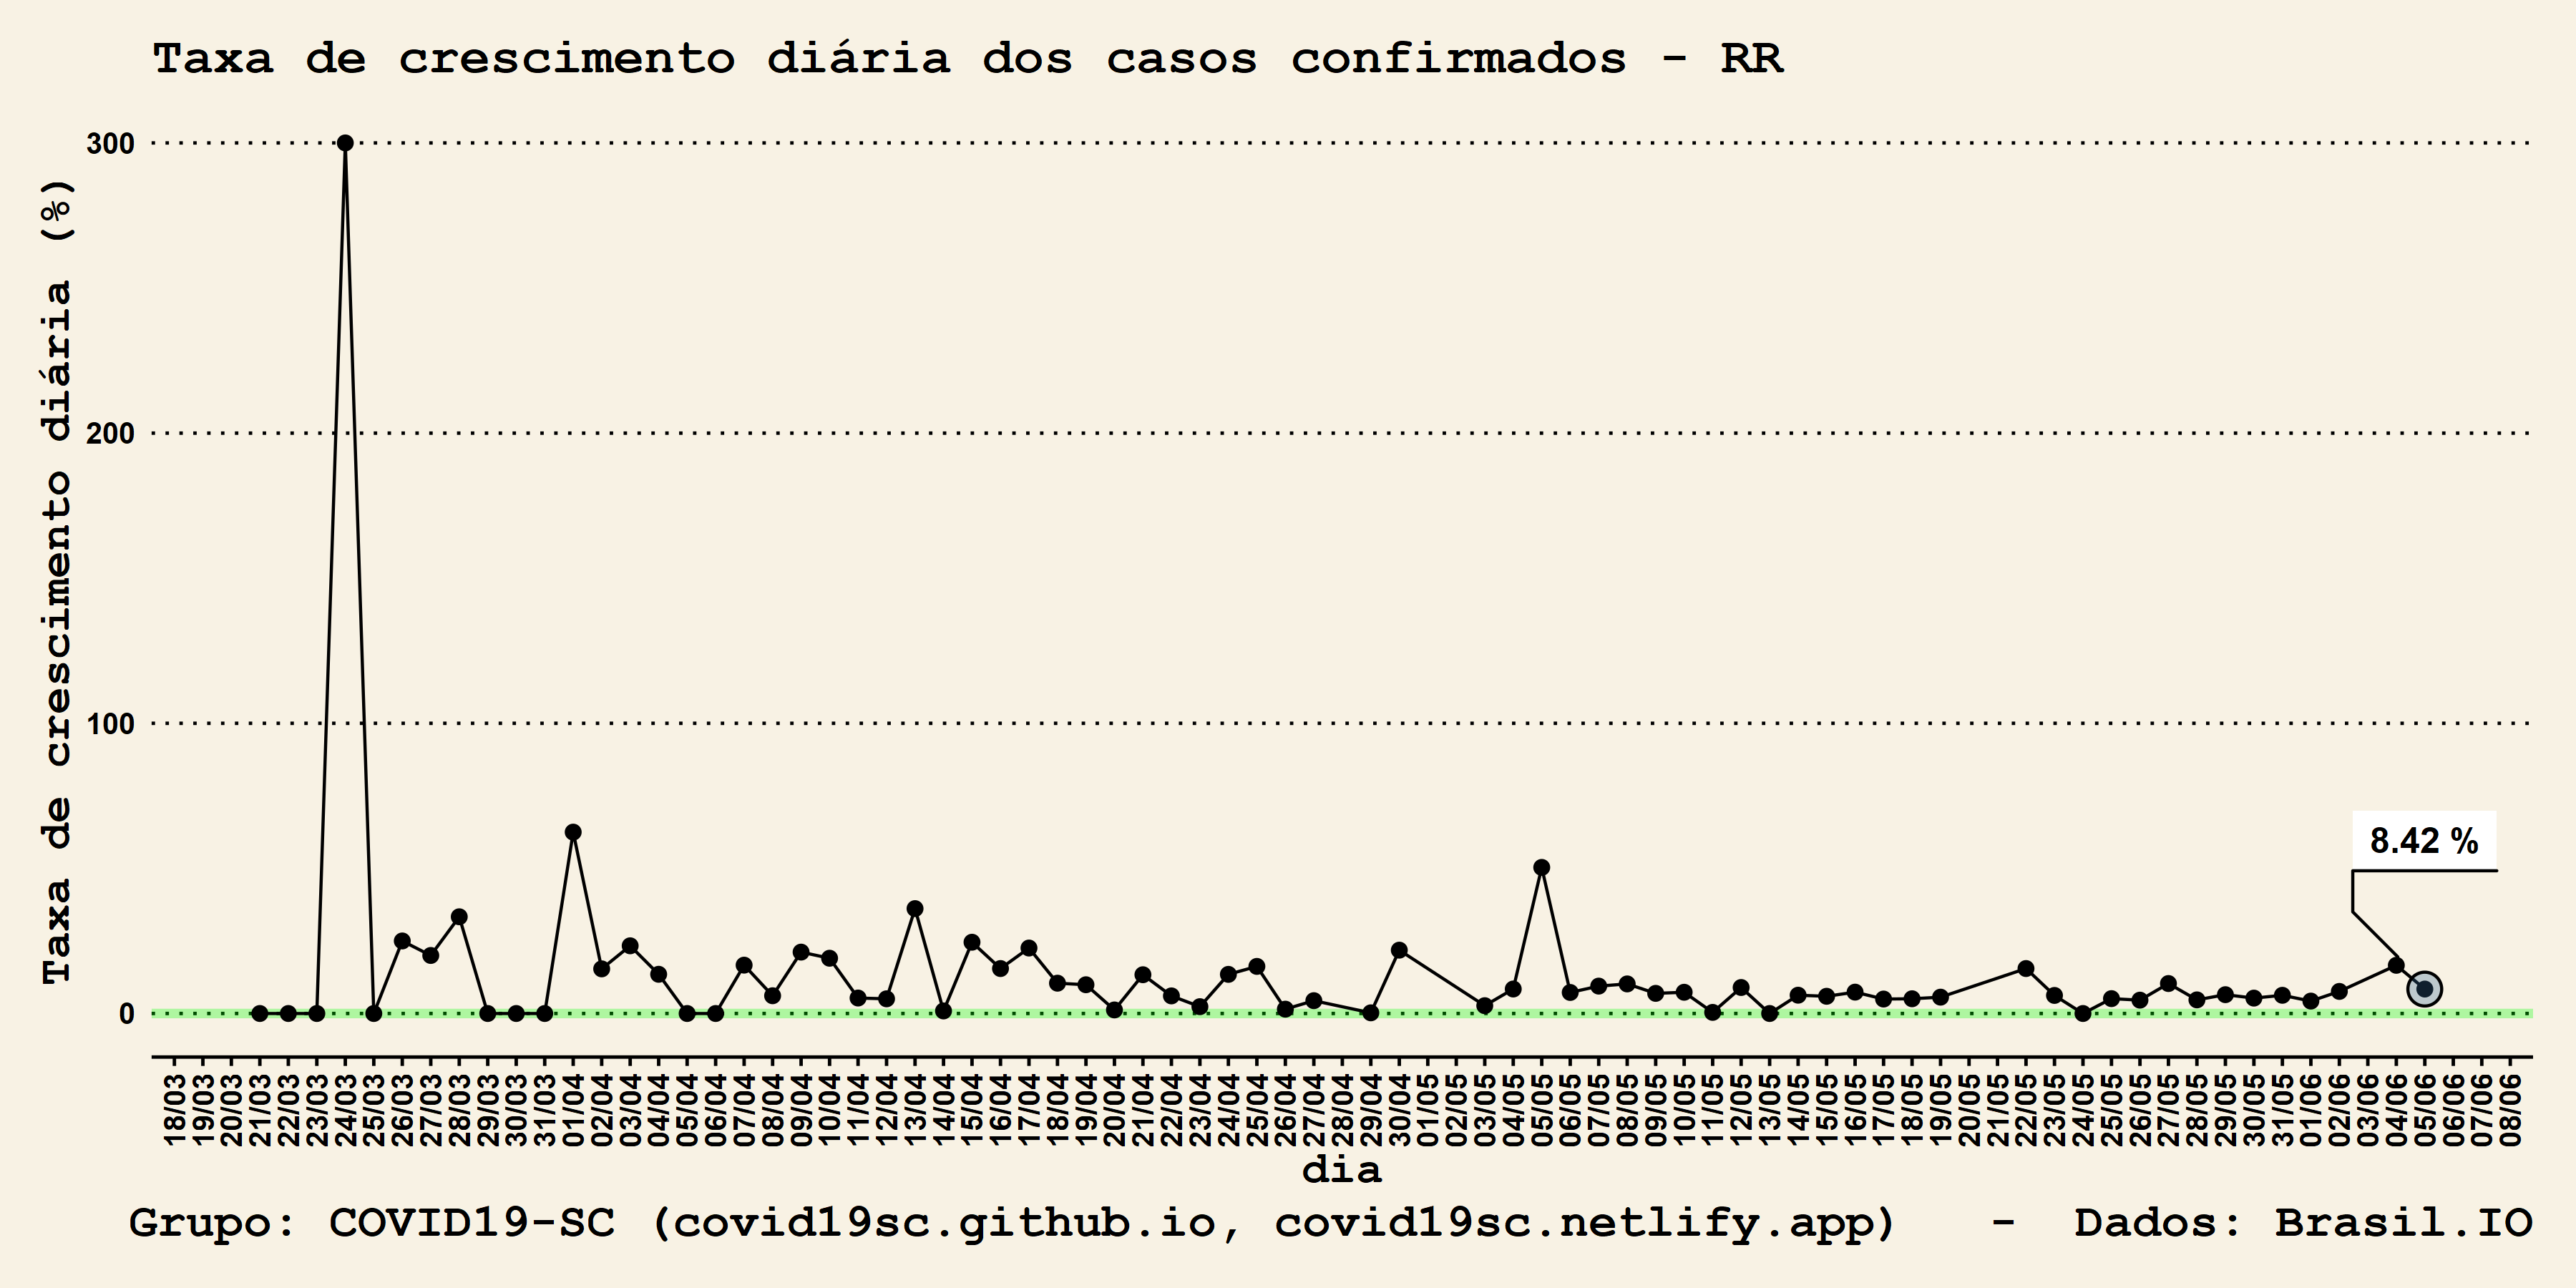 Taxa de crescimento diária dos casos confirmados - RR
Taxa de crescimento diária (%)
300
200
100
0
8.42 %
18/03 19/03 20/03 21/03 22/03 23/03 24/03 25/03 26/03 27/03 28/03 29/03 30/03 31/03 01/04 02/04 03/04 04/04 05/04 06/04 07/04 08/04 09/04 10/04 11/04 12/04 13/04 14/04 15/04 16/04 17/04 18/04 19/04 20/04 21/04 22/04 23/04 24/04 25/04 26/04 27/04 28/04 29/04 30/04 01/05 02/05 03/05 04/05 05/05 06/05 07/05 08/05 09/05 10/05 11/05 12/05 13/05 14/05 15/05 16/05 17/05 18/05 19/05 20/05 21/05 22/05 23/05 24/05 25/05 26/05 27/05 28/05 29/05 30/05 31/05 01/06 02/06 03/06 04/06 05/06 06/06 07/06 08/06
dia
Grupo: COVID19-SC (covid19sc.github.io, covid19sc.netlify.app) - Dados: Brasil.IO